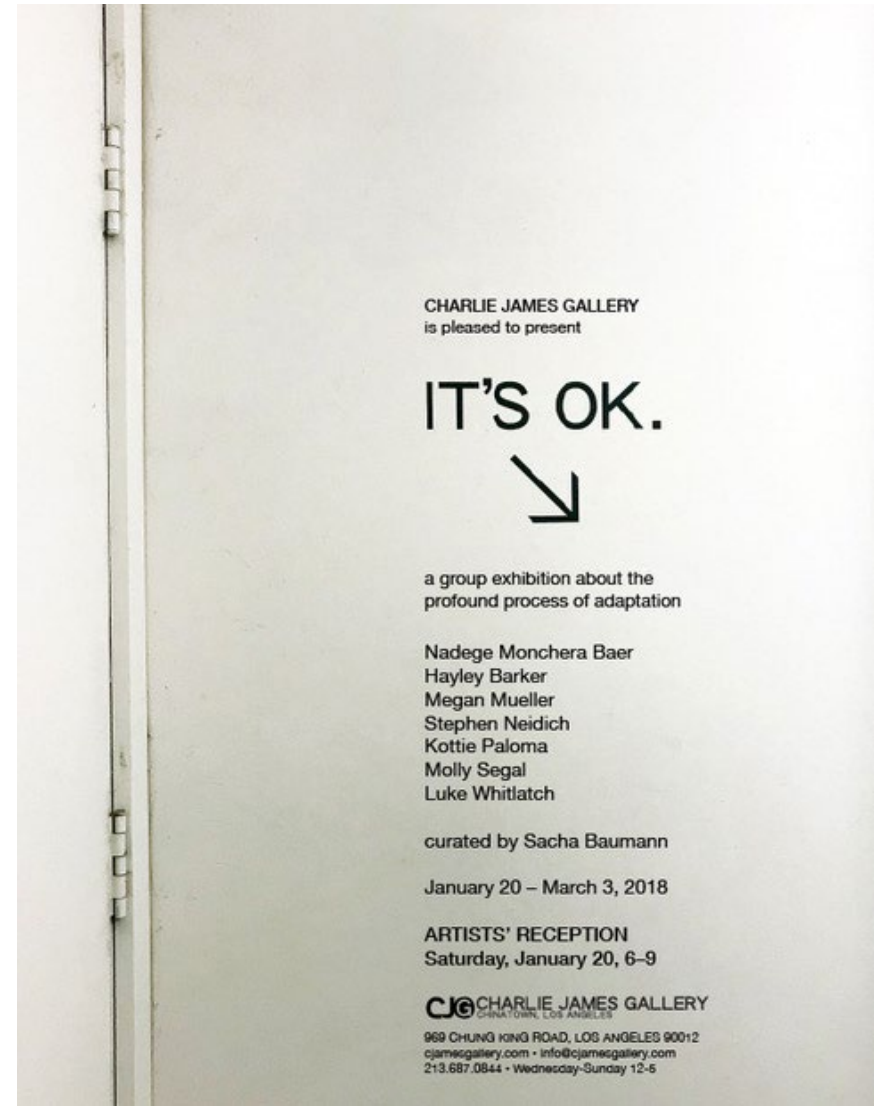 CHARLIE JAMES GALLERY
is pleased to present
IT'S OK.
a group exhibition about the
profound process of adaptation
Nadege Monchera Baer
Hayley Barker
Megan Mueller
Stephen Neidich
Kottie Paloma
Molly Segal
Luke Whitlatch
curated by Sacha Baumann
January 20 – March 3, 2018
ARTISTS' RECEPTION
Saturday, January 20, 6–9
CJG CHARLIE JAMES GALLERY
CHINATOWN, LOS ANGELES
969 CHUNG KING ROAD, LOS ANGELES 90012
cjamesgallery.com • info@cjamesgallery.com
213.687.0844 • Wednesday-Sunday 12-6